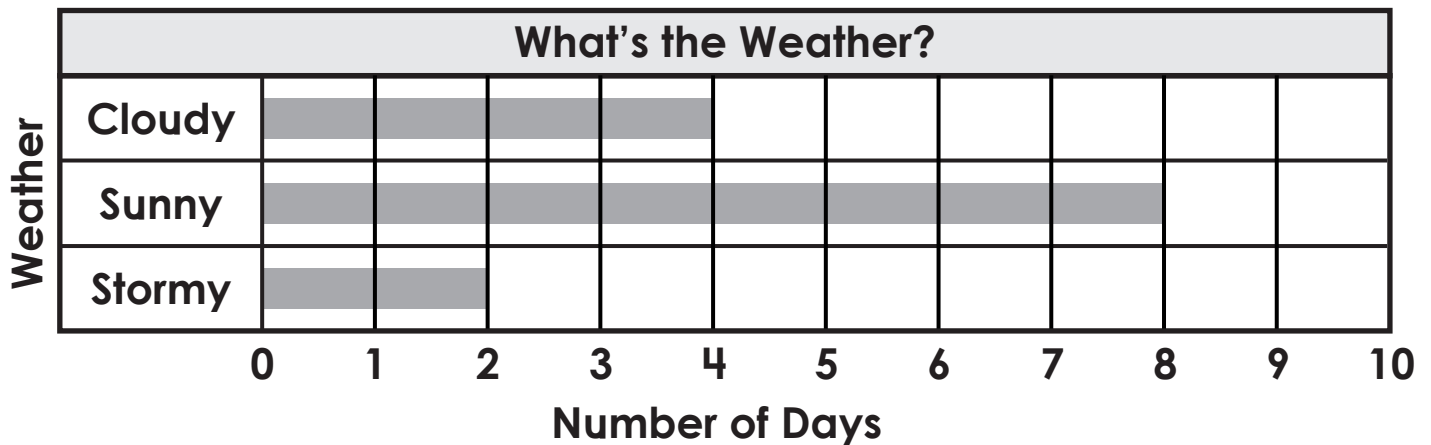 What's the Weather?
Weather
Cloudy
Sunny
Stormy
0 1 2 3 4 5 6 7 8 9 10
Number of Days